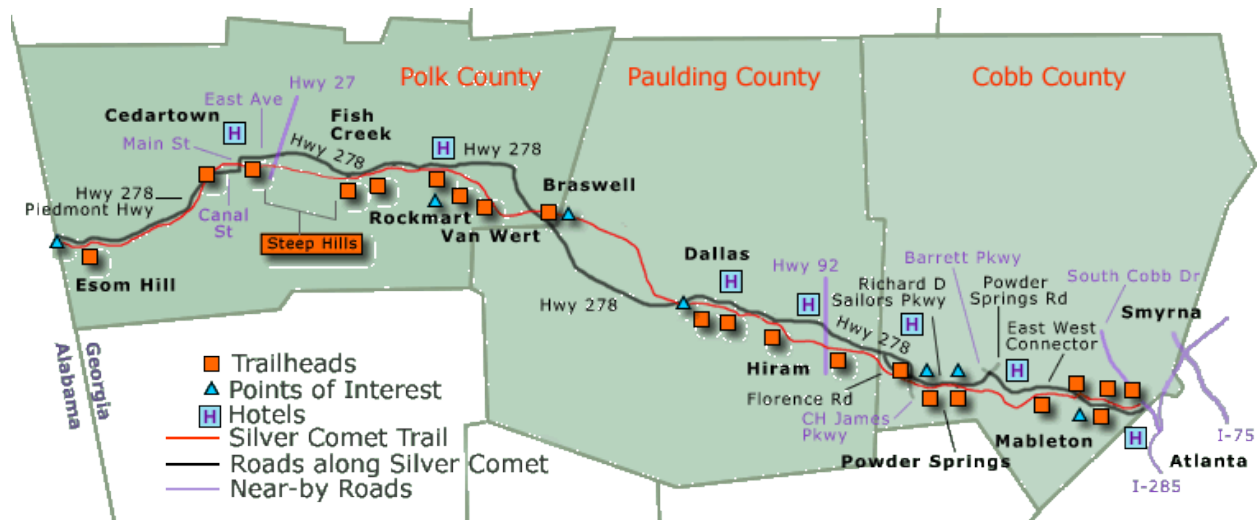 Polk County
Paulding County
Cobb County
Hwy 27
East Ave
Cedartown
H
Fish
Creek
Main St
Hwy 278
H
Hwy 278
Braswell
Hwy 278
Piedmont Hwy
Canal
St
Rockmart
Van Wert
Steep Hills
Esom Hill
Dallas
H
Hwy 92
Hwy 278
H
Richard D
Sailors Pkwy
Barrett Pkwy
Powder
Springs Rd
South Cobb Dr
Smyrna
Hwy 278
H
East West
Connector
H
Hiram
Florence Rd
CH James
Pkwy
Powder Springs
Mableton
H
Atlanta
I-75
I-285
Georgia
Alabama
Trailheads
Points of Interest
H Hotels
Silver Comet Trail
Roads along Silver Comet
Near-by Roads